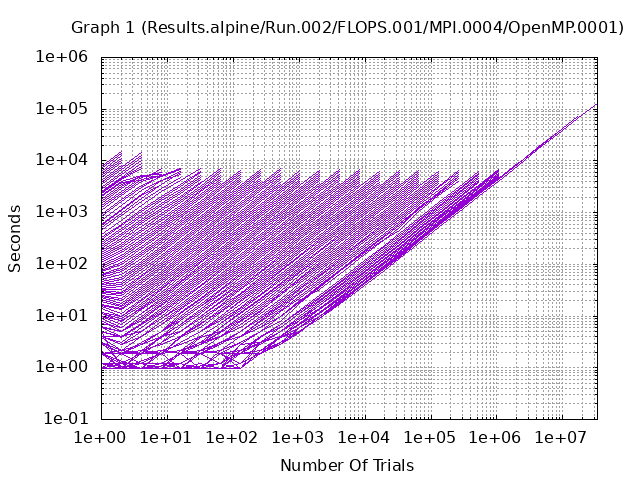 Graph 1 (Results.alpine/Run.002/FLOPS.001/MPI.0004/OpenMP.0001)
1e+06
1e+05
1e+04
1e+03
1e+02
1e+01
1e+00
1e-01
Seconds
1e+00 1e+01 1e+02 1e+03 1e+04 1e+05 1e+06 1e+07
Number Of Trials